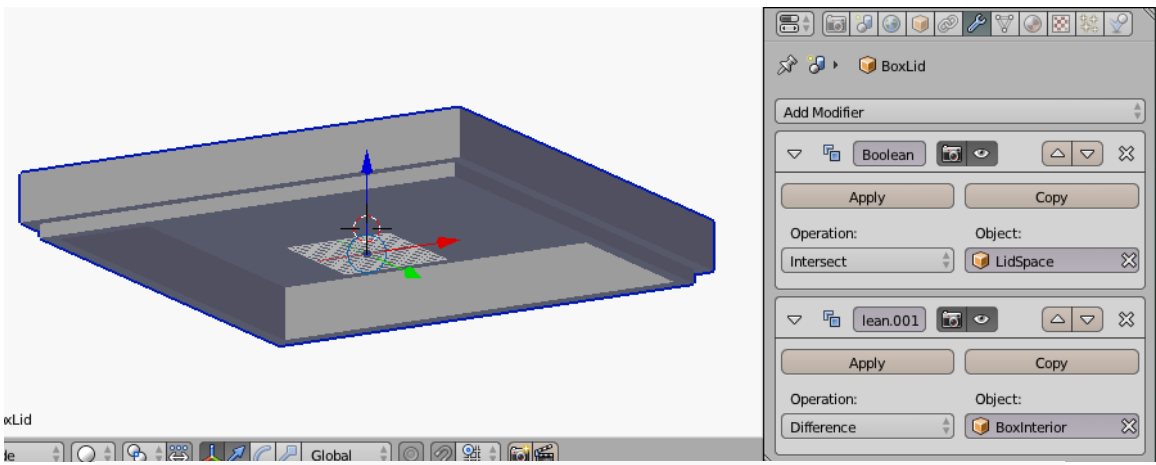 BoxLid
Add Modifier
Boolean
Apply Copy
Operation: Object:
Intersect LidSpace
lean.001
Apply Copy
Operation: Object:
Difference BoxInterior
xLid
de Global